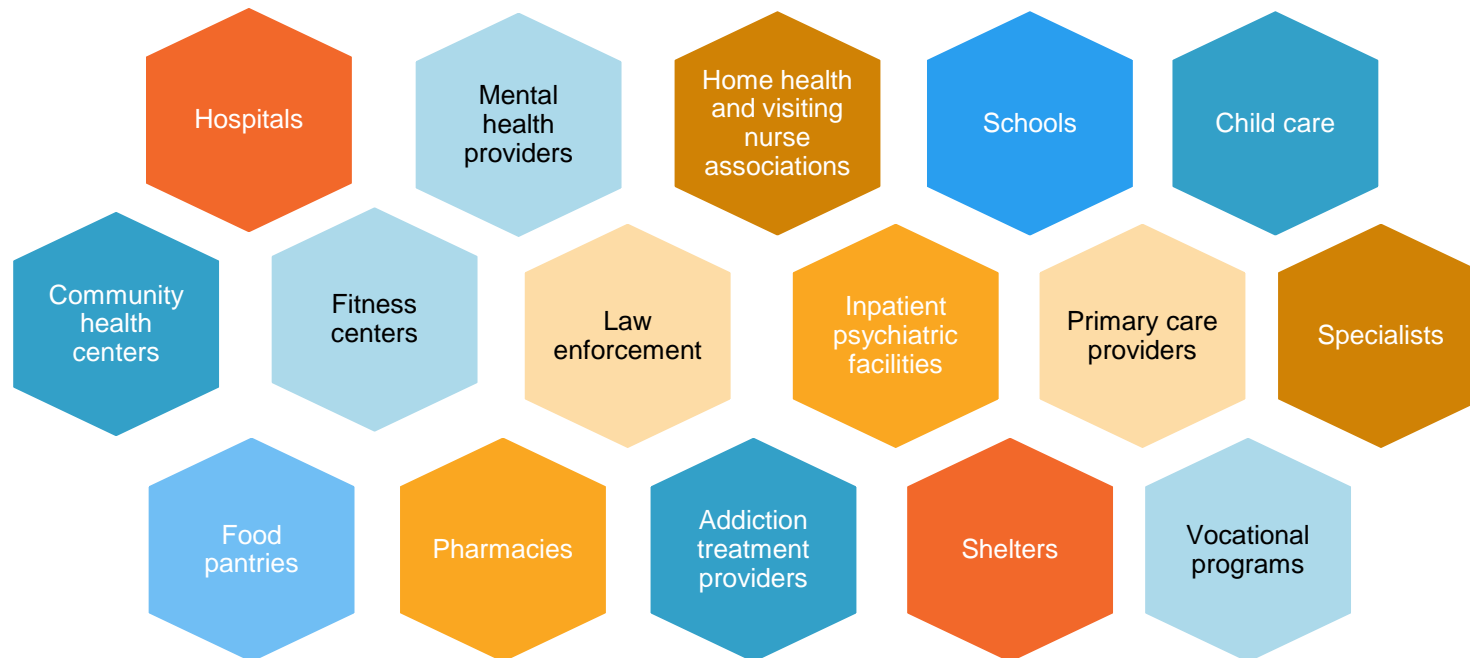 Hospitals
Mental
health
providers
Home health
and visiting
nurse
associations
Schools
Child care
Community
health
centers
Fitness
centers
Law
enforcement
Inpatient
psychiatric
facilities
Primary care
providers
Specialists
Food
pantries
Pharmacies
Addiction
treatment
providers
Shelters
Vocational
programs